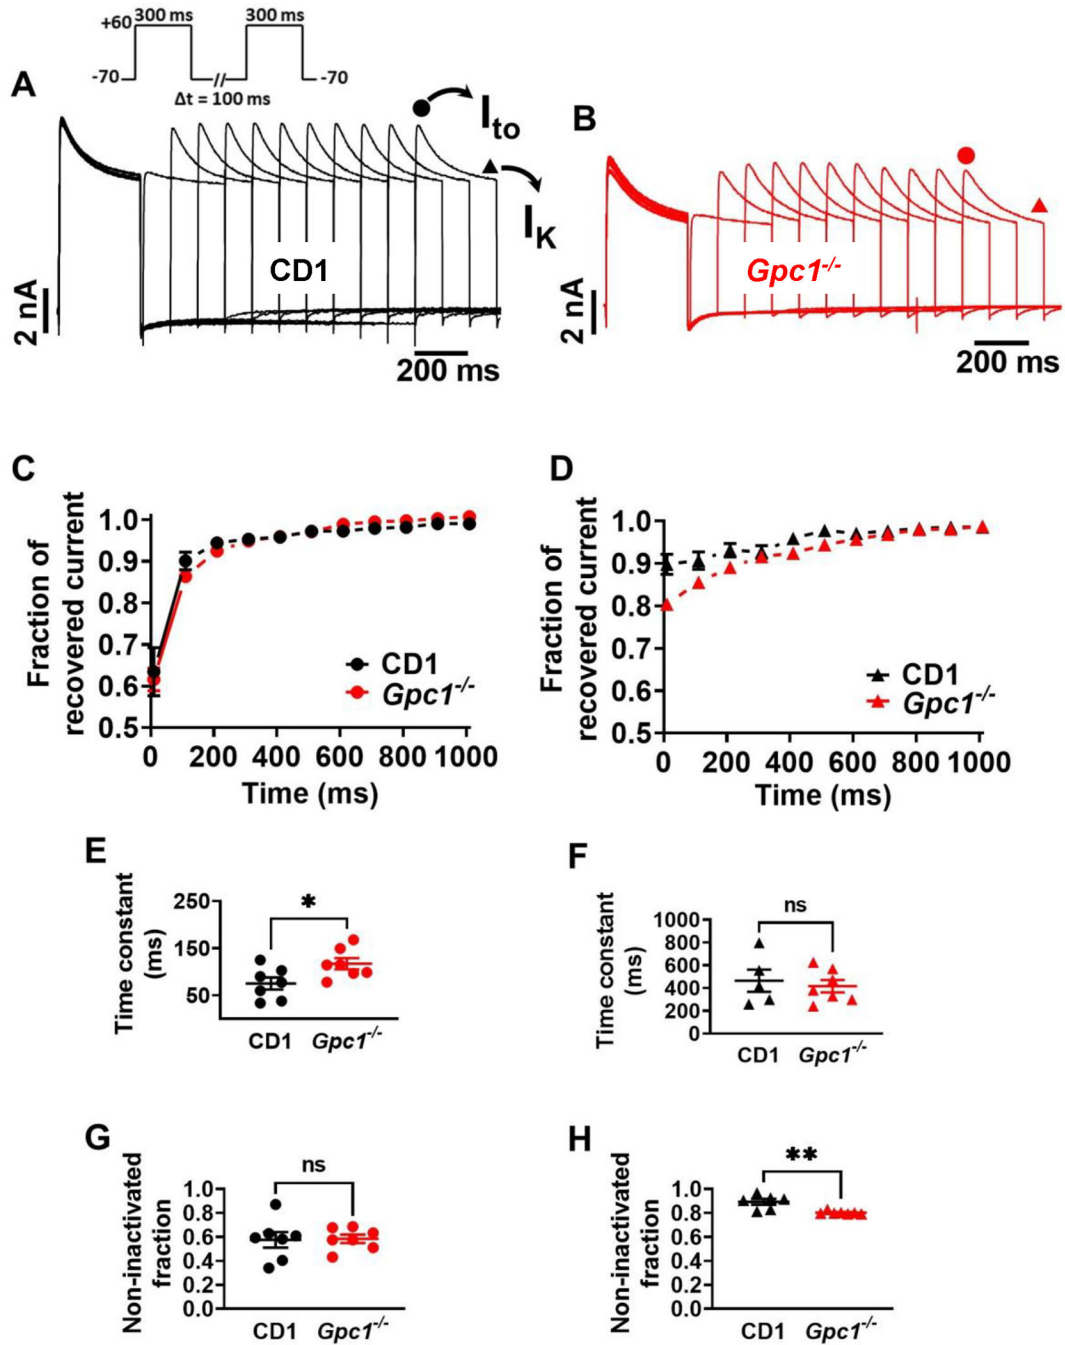 +60 300 ms 300 ms
-70 // -70
Δt = 100 ms
A
Ito
IK
CD1
2 nA
200 ms
B
Gpc1-/-
2 nA
200 ms
C
Fraction of
recovered current
1.0
0.9
0.8
0.7
0.6
0.5
CD1
Gpc1-/-
0 200 400 600 800 1000
Time (ms)
D
Fraction of
recovered current
1.0
0.9
0.8
0.7
0.6
0.5
CD1
Gpc1-/-
0 200 400 600 800 1000
Time (ms)
E
Time constant
(ms)
250
150
50
*
CD1 Gpc1-/-
F
Time constant
(ms)
1000
800
600
400
200
0
ns
CD1 Gpc1-/-
G
Non-inactivated
fraction
1.0
0.8
0.6
0.4
0.2
0.0
ns
CD1 Gpc1-/-
H
Non-inactivated
fraction
1.0
0.8
0.6
0.4
0.2
0.0
**
CD1 Gpc1-/-